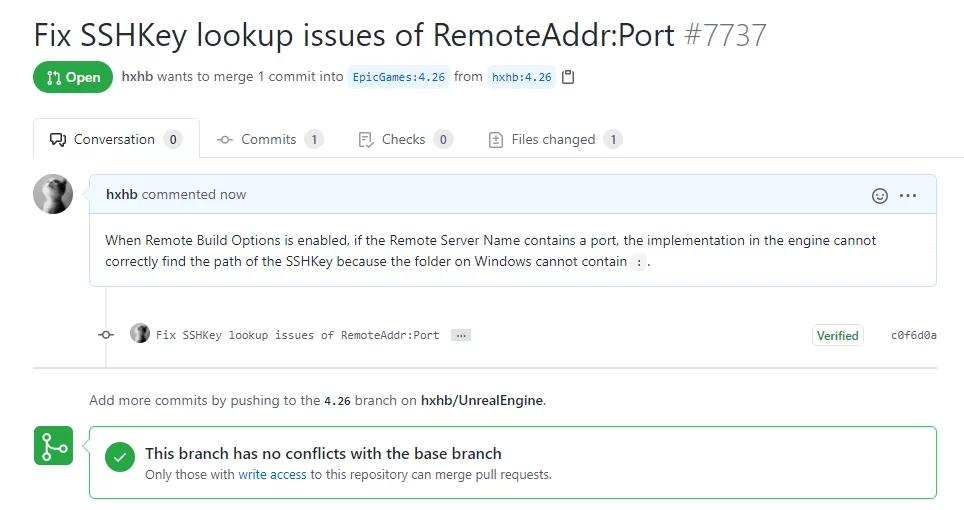 Fix SSHKey lookup issues of RemoteAddr:Port #7737
Open hxhb wants to merge 1 commit into EpicGames:4.26 from hxhb:4.26
Conversation 0 Commits 1 Checks 0 Files changed 1
hxhb commented now
When Remote Build Options is enabled, if the Remote Server Name contains a port, the implementation in the engine cannot
correctly find the path of the SSHKey because the folder on Windows cannot contain : .
Fix SSHKey lookup issues of RemoteAddr:Port ... Verified c0f6d0a
Add more commits by pushing to the 4.26 branch on hxhb/UnrealEngine.
This branch has no conflicts with the base branch
Only those with write access to this repository can merge pull requests.